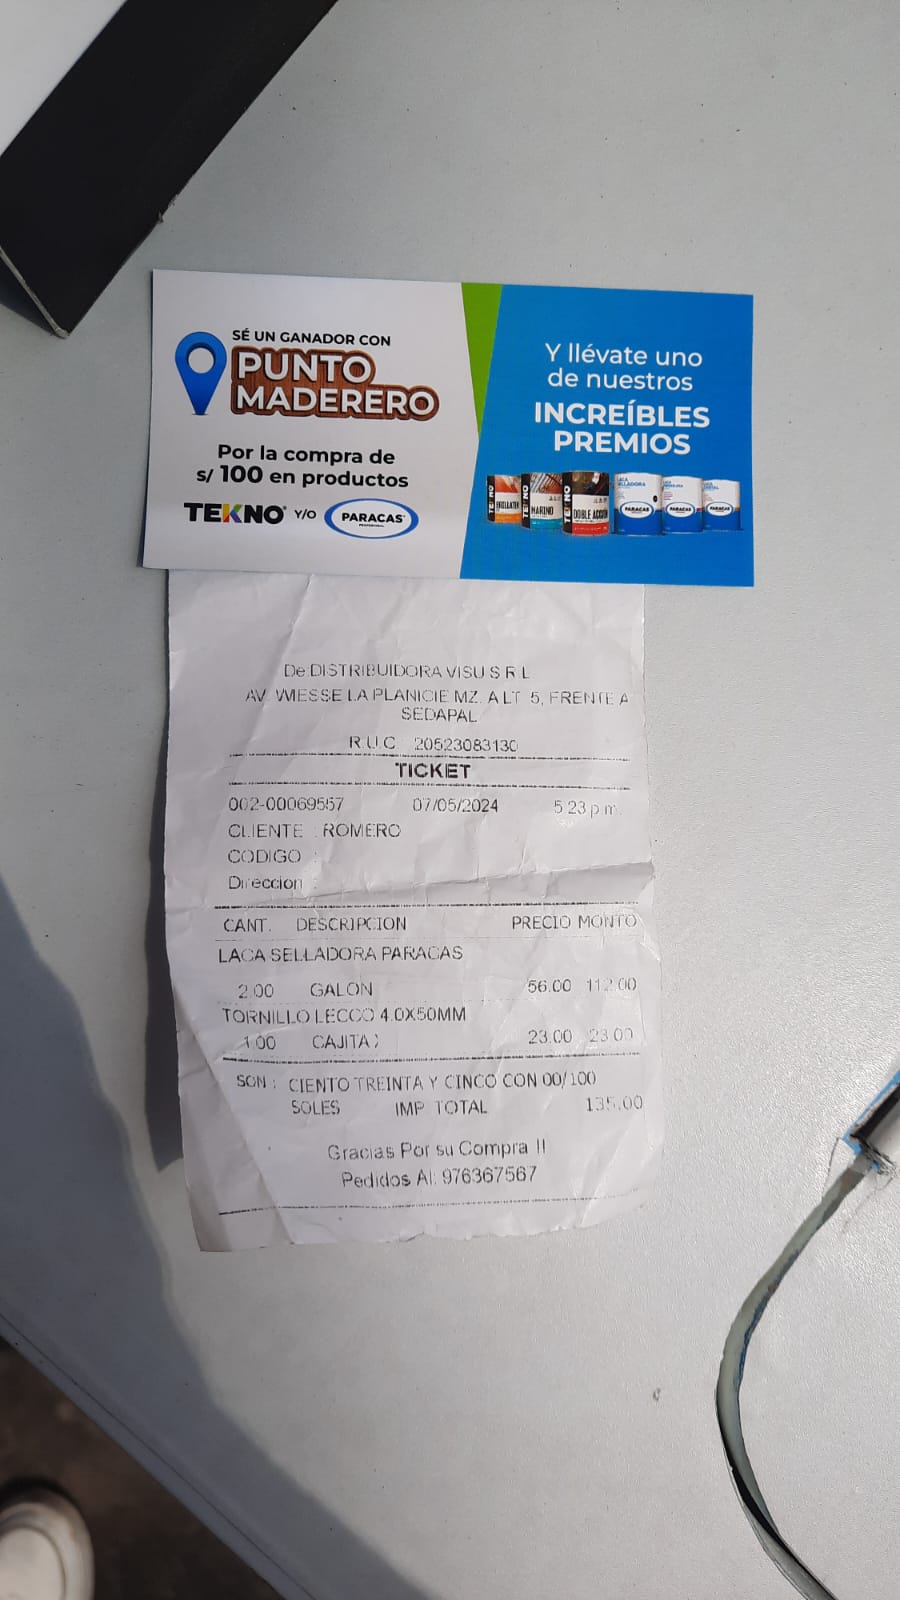 SÉ UN GANADOR CON
PUNTO
MADERERO
Por la compra de
s/ 100 en productos
TEKNO Y/O PARACAS
Y llévate uno
de nuestros
INCREÍBLES
PREMIOS
TEKNO
MARINO
TEKNO
DOBLE ACCIÓN
PARACAS
PARACAS
PARACAS
De:DISTRIBUIDORA VISU S R L
AV. WIESSE LA PLANICIE MZ. A LT 5, FRENTE A
SEDAPAL
R.U.C 20523083130
TICKET
002-00069557 07/05/2024 5:23 p.m.
CLIENTE : ROMERO
CODIGO :
Direccion :
CANT. DESCRIPCION PRECIO MONTO
LACA SELLADORA PARACAS
2.00 GALON 56.00 112.00
TORNILLO LECCO 4.0X50MM
1.00 CAJITA 23.00 23.00
SON : CIENTO TREINTA Y CINCO CON 00/100
SOLES IMP. TOTAL 135.00
Gracias Por su Compra !!
Pedidos Al: 976367567